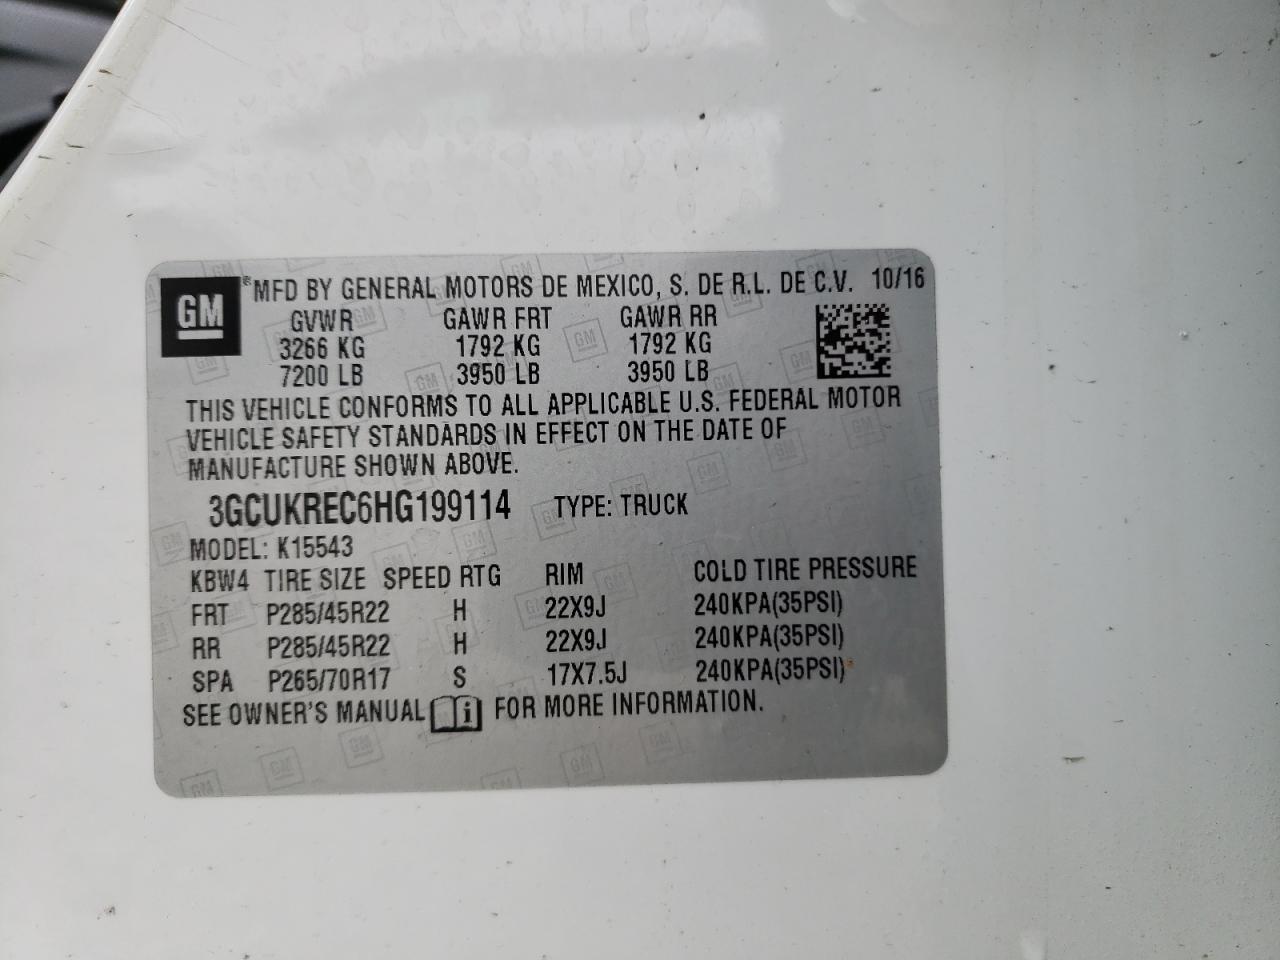 GM ® MFD BY GENERAL MOTORS DE MEXICO, S. DE R.L. DE C.V. 10/16
GVWR GAWR FRT GAWR RR
3266 KG 1792 KG 1792 KG
7200 LB 3950 LB 3950 LB
THIS VEHICLE CONFORMS TO ALL APPLICABLE U.S. FEDERAL MOTOR
VEHICLE SAFETY STANDARDS IN EFFECT ON THE DATE OF
MANUFACTURE SHOWN ABOVE.
3GCUKREC6HG199114 TYPE: TRUCK
MODEL: K15543
KBW4 TIRE SIZE SPEED RTG RIM COLD TIRE PRESSURE
FRT P285/45R22 H 22X9J 240KPA(35PSI)
RR P285/45R22 H 22X9J 240KPA(35PSI)
SPA P265/70R17 S 17X7.5J 240KPA(35PSI)
SEE OWNER'S MANUAL i FOR MORE INFORMATION.